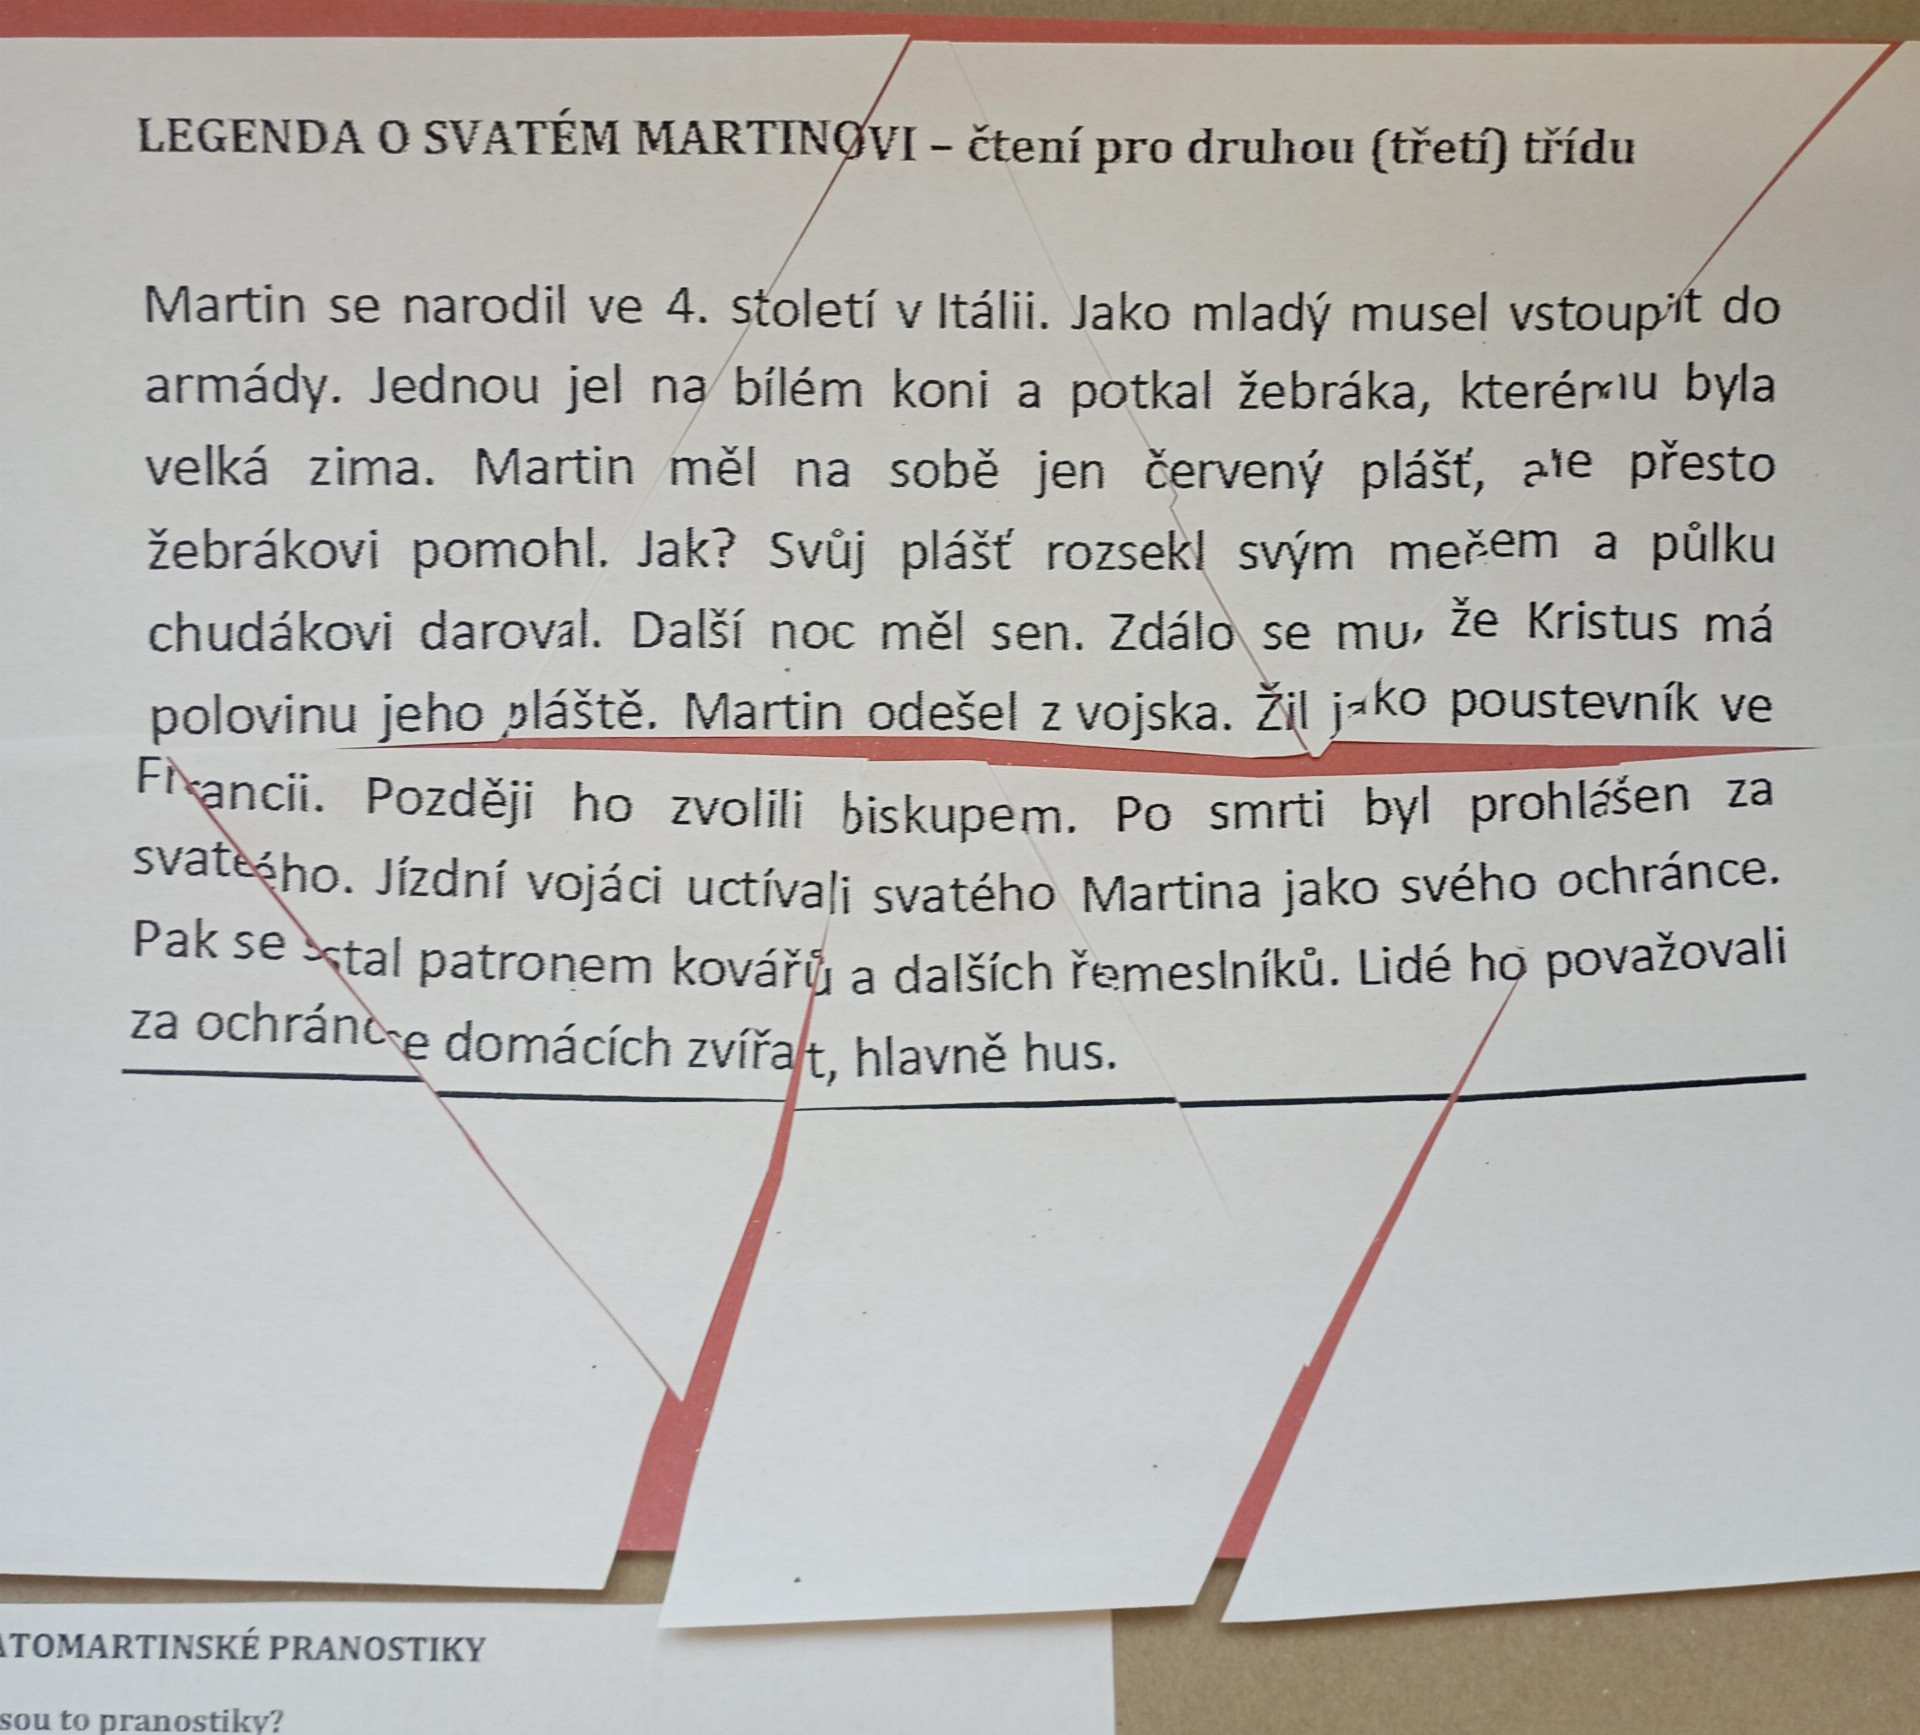 LEGENDA O SVATÉM MARTINOVI – čtení pro druhou (třetí) třídu
Martin se narodil ve 4. století v Itálii. Jako mladý musel vstoupit do
armády. Jednou jel na bílém koni a potkal žebráka, kterému byla
velká zima. Martin měl na sobě jen červený plášť, ale přesto
žebrákovi pomohl. Jak? Svůj plášť rozsekl svým mečem a půlku
chudákovi daroval. Další noc měl sen. Zdálo se mu, že Kristus má
polovinu jeho pláště. Martin odešel z vojska. Žil jako poustevník ve
Francii. Později ho zvolili biskupem. Po smrti byl prohlášen za
svatého. Jízdní vojáci uctívali svatého Martina jako svého ochránce.
Pak se stal patronem kovářů a dalších řemeslníků. Lidé ho považovali
za ochránce domácích zvířat, hlavně hus.
ATOMARTINSKÉ PRANOSTIKY
sou to pranostiky?